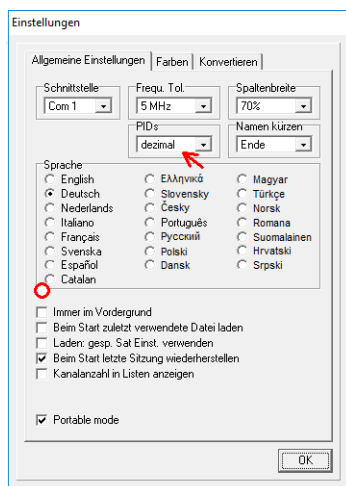 Einstellungen
Allgemeine Einstellungen Farben Konvertieren
Schnittstelle Frequ. Tol. Spaltenbreite
Com 1 5 MHz 70%
PIDs Namen kürzen
dezimal Ende
Sprache
English Ελληνικά Magyar
Deutsch Slovensky Türkçe
Nederlands Česky Norsk
Italiano Português Romana
Français Русский Suomalainen
Svenska Polski Hrvatski
Español Dansk Srpski
Catalan
Immer im Vordergrund
Beim Start zuletzt verwendete Datei laden
Laden: gesp. Sat Einst. verwenden
Beim Start letzte Sitzung wiederherstellen
Kanalanzahl in Listen anzeigen
Portable mode
OK